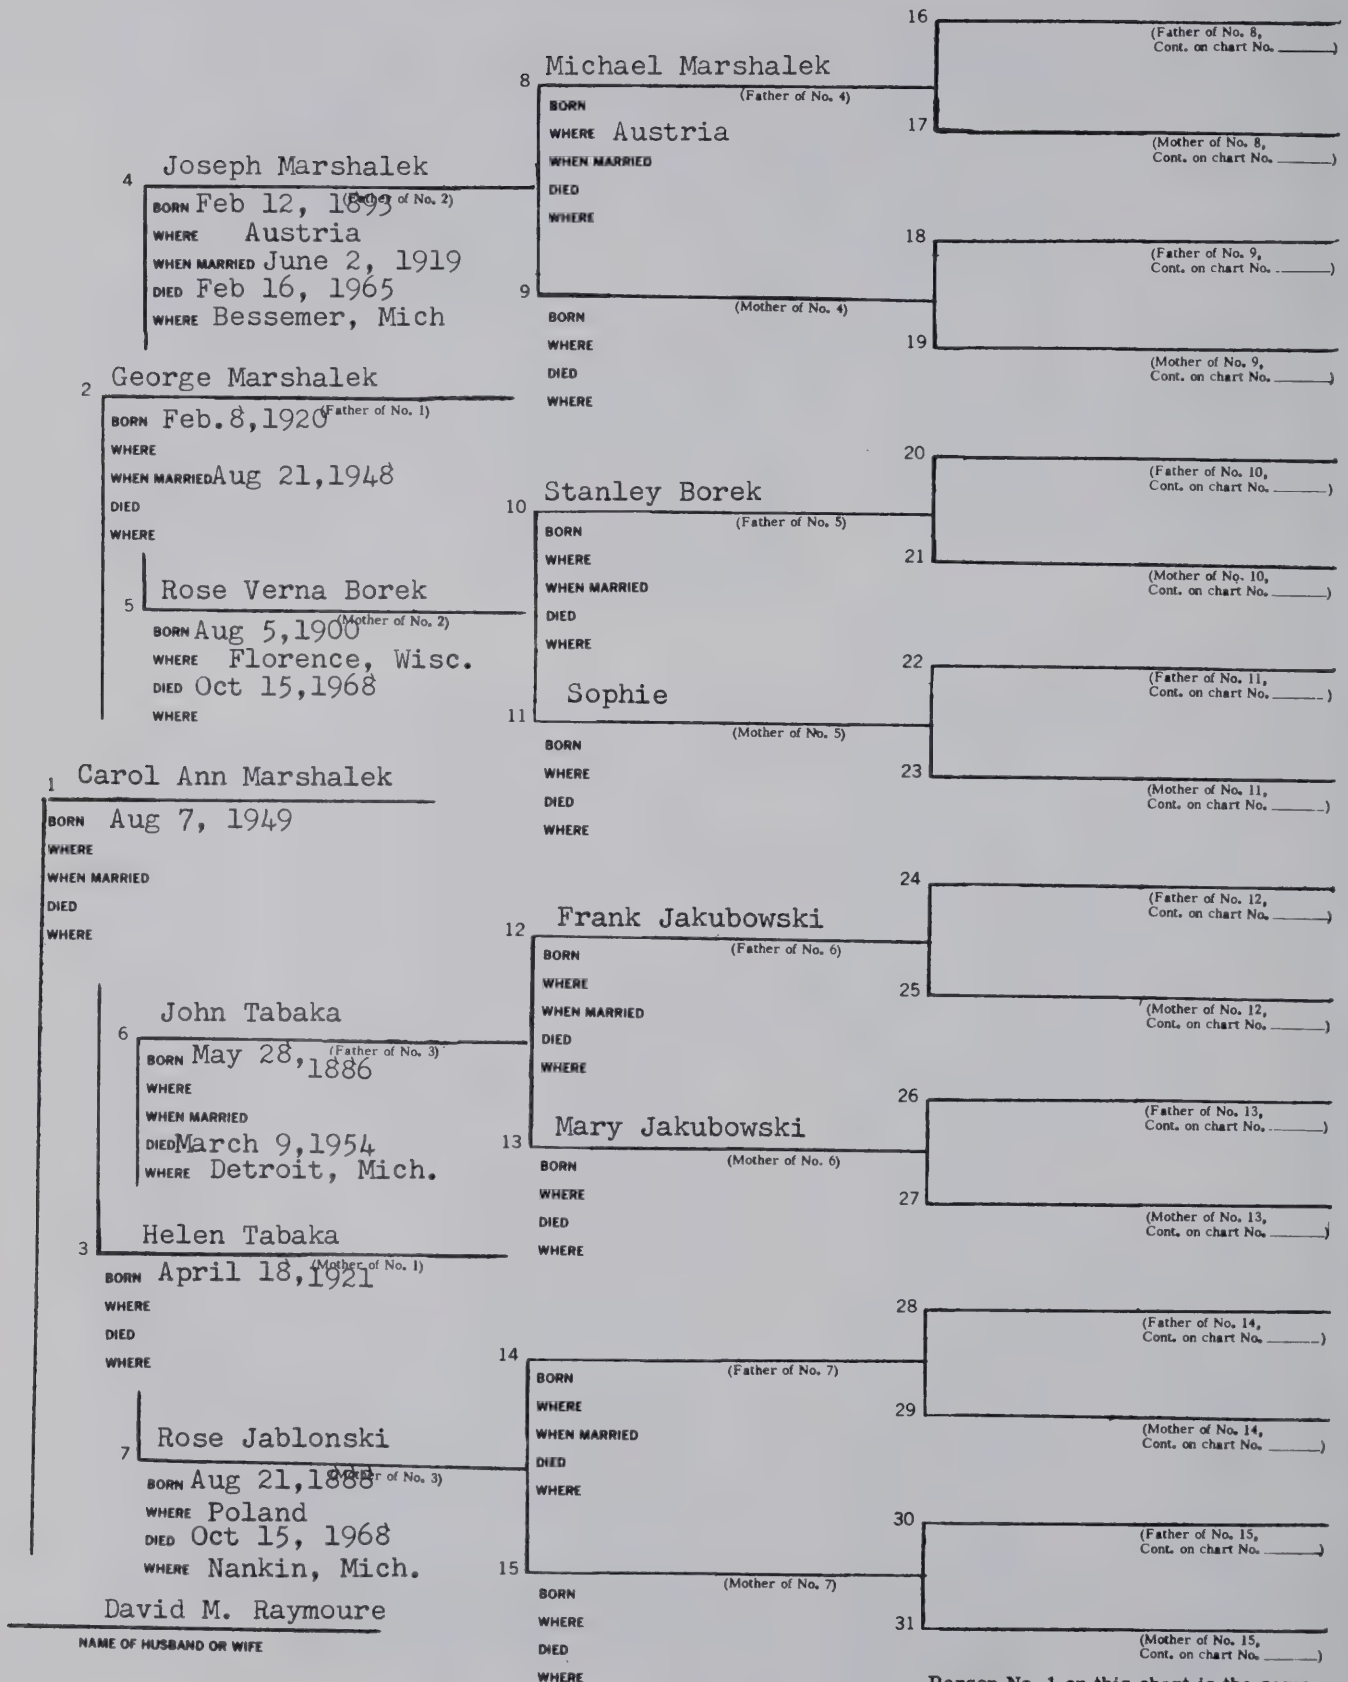 1 Carol Ann Marshalek
BORN Aug 7, 1949
WHERE
WHEN MARRIED
DIED
WHERE
David M. Raymoure
NAME OF HUSBAND OR WIFE
2 George Marshalek
(Father of No. 1)
BORN Feb.8,1920
WHERE
WHEN MARRIED Aug 21,1948
DIED
WHERE
3 Helen Tabaka
(Mother of No. 1)
BORN April 18,1921
WHERE
DIED
WHERE
4 Joseph Marshalek
(Father of No. 2)
BORN Feb 12, 1893
WHERE Austria
WHEN MARRIED June 2, 1919
DIED Feb 16, 1965
WHERE Bessemer, Mich
5 Rose Verna Borek
(Mother of No. 2)
BORN Aug 5,1900
WHERE Florence, Wisc.
DIED Oct 15,1968
WHERE
6 John Tabaka
(Father of No. 3)
BORN May 28, 1886
WHERE
WHEN MARRIED
DIED March 9,1954
WHERE Detroit, Mich.
7 Rose Jablonski
(Mother of No. 3)
BORN Aug 21,1888
WHERE Poland
DIED Oct 15, 1968
WHERE Nankin, Mich.
8 Michael Marshalek
(Father of No. 4)
BORN
WHERE Austria
WHEN MARRIED
DIED
WHERE
9
(Mother of No. 4)
BORN
WHERE
DIED
WHERE
10 Stanley Borek
(Father of No. 5)
BORN
WHERE
WHEN MARRIED
DIED
WHERE
11 Sophie
(Mother of No. 5)
BORN
WHERE
DIED
WHERE
12 Frank Jakubowski
(Father of No. 6)
BORN
WHERE
WHEN MARRIED
DIED
WHERE
13 Mary Jakubowski
(Mother of No. 6)
BORN
WHERE
DIED
WHERE
14
(Father of No. 7)
BORN
WHERE
WHEN MARRIED
DIED
WHERE
15
(Mother of No. 7)
BORN
WHERE
DIED
WHERE
16
(Father of No. 8,
Cont. on chart No. ______)
17
(Mother of No. 8,
Cont. on chart No. ______)
18
(Father of No. 9,
Cont. on chart No. ______)
19
(Mother of No. 9,
Cont. on chart No. ______)
20
(Father of No. 10,
Cont. on chart No. ______)
21
(Mother of No. 10,
Cont. on chart No. ______)
22
(Father of No. 11,
Cont. on chart No. ______)
23
(Mother of No. 11,
Cont. on chart No. ______)
24
(Father of No. 12,
Cont. on chart No. ______)
25
(Mother of No. 12,
Cont. on chart No. ______)
26
(Father of No. 13,
Cont. on chart No. ______)
27
(Mother of No. 13,
Cont. on chart No. ______)
28
(Father of No. 14,
Cont. on chart No. ______)
29
(Mother of No. 14,
Cont. on chart No. ______)
30
(Father of No. 15,
Cont. on chart No. ______)
31
(Mother of No. 15,
Cont. on chart No. ______)
Person No. 1 on this chart is the